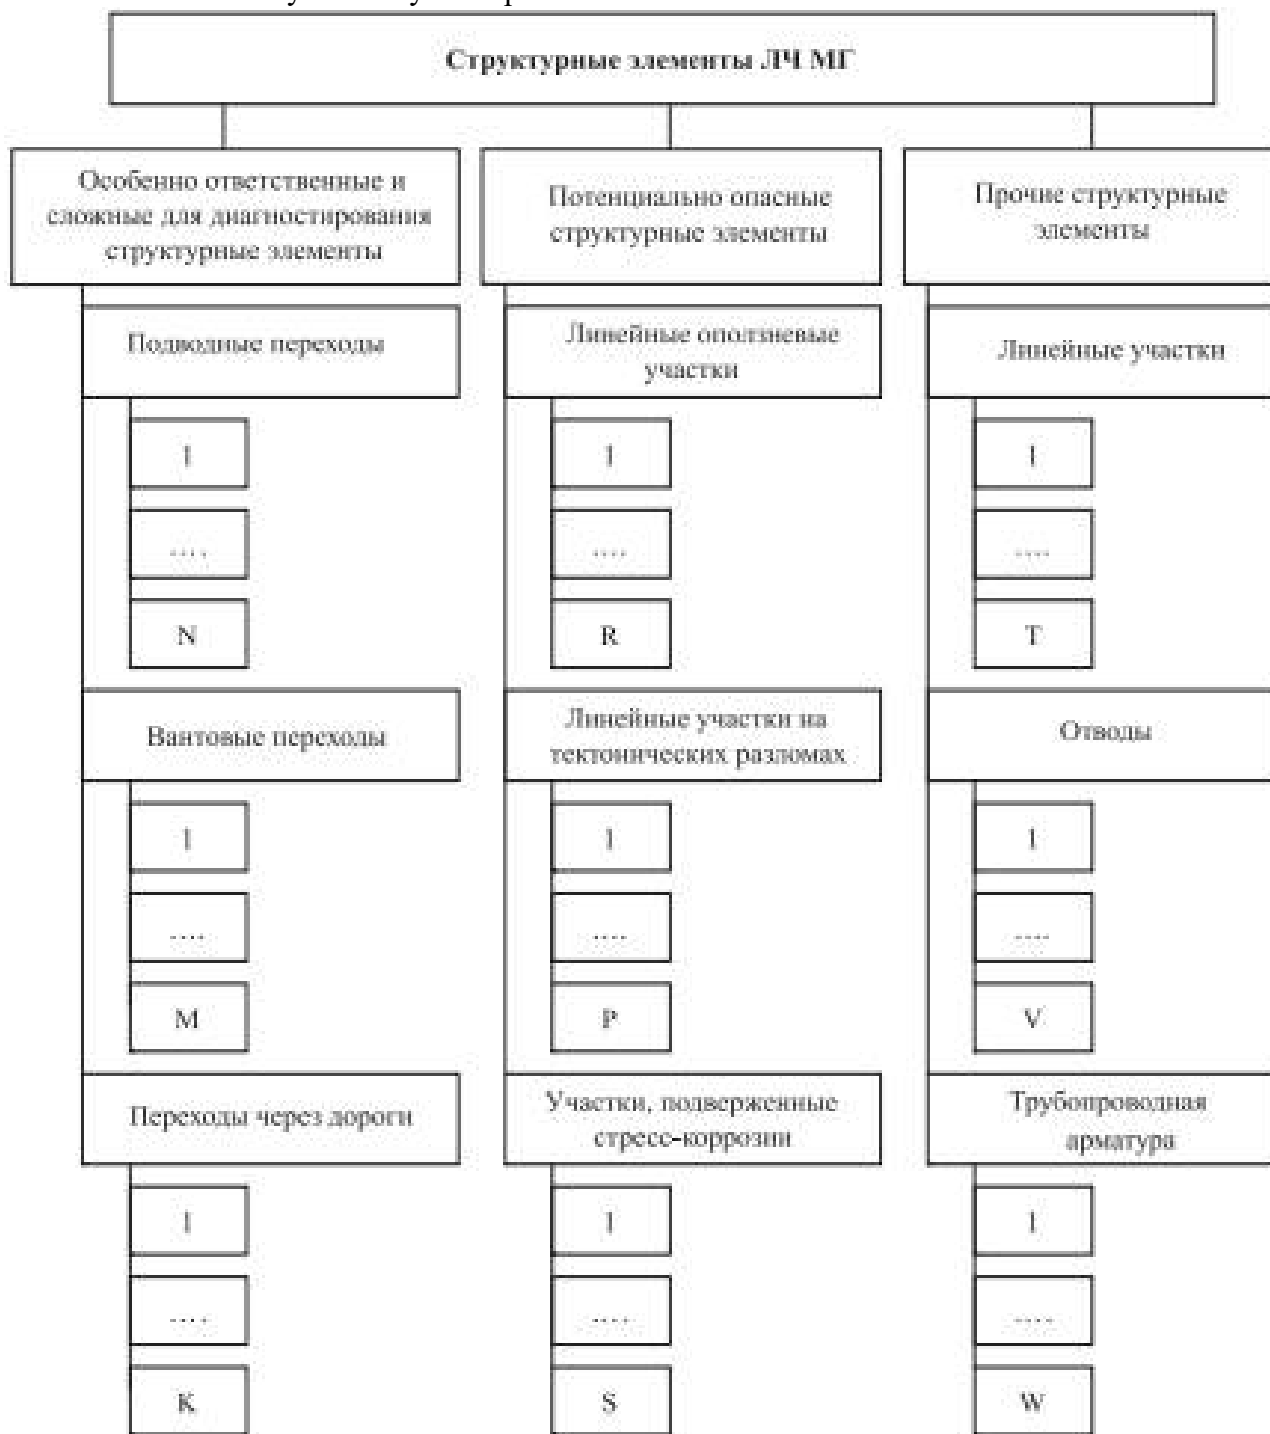 Структурные элементы ЛЧ МГ
Особенно ответственные и
сложные для диагностирования
структурные элементы
Подводные переходы
1
....
N
Вантовые переходы
1
....
M
Переходы через дороги
1
....
K
Потенциально опасные
структурные элементы
Линейные оползневые
участки
1
....
R
Линейные участки на
тектонических разломах
1
....
P
Участки, подверженные
стресс-коррозии
1
....
S
Прочие структурные
элементы
Линейные участки
1
....
T
Отводы
1
....
V
Трубопроводная
арматура
1
....
W